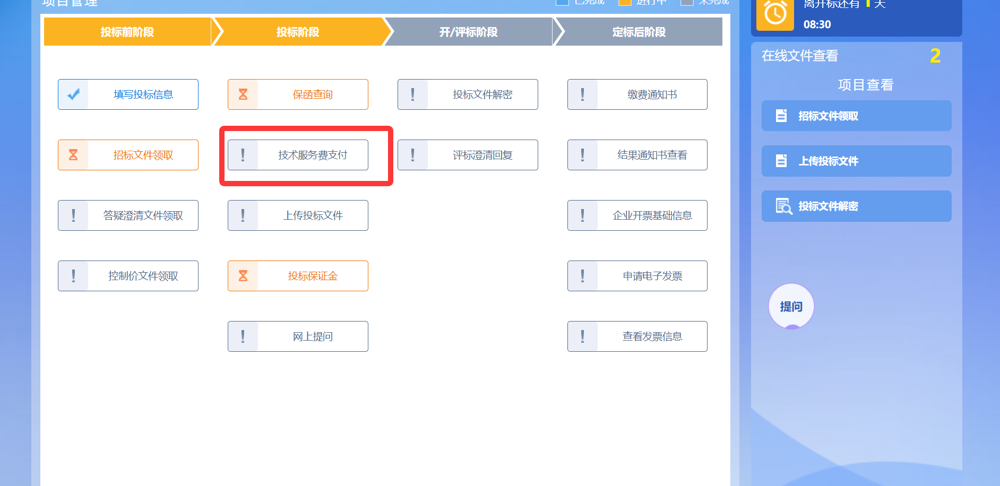 项目管理
已完成
进行中
未完成
投标前阶段
投标阶段
开/评标阶段
定标后阶段
填写投标信息
保函查询
投标文件解密
缴费通知书
招标文件领取
技术服务费支付
评标澄清回复
结果通知书查看
答疑澄清文件领取
上传投标文件
企业开票基础信息
控制价文件领取
投标保证金
申请电子发票
网上提问
查看发票信息
离开标还有 1 天
08:30
在线文件查看 2
项目查看
招标文件领取
上传投标文件
投标文件解密
提问